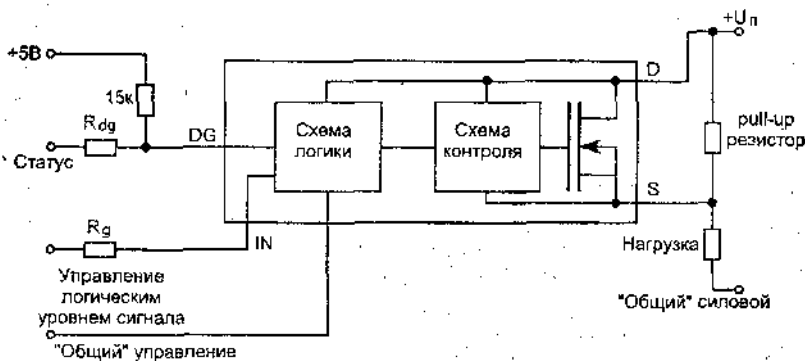 +Uп
+5В
15к
Rdg
DG
Статус
Схема
логики
Схема
контроля
D
S
pull-up
резистор
Rg
IN
Управление
логическим
уровнем сигнала
Нагрузка
"Общий" силовой
"Общий" управление